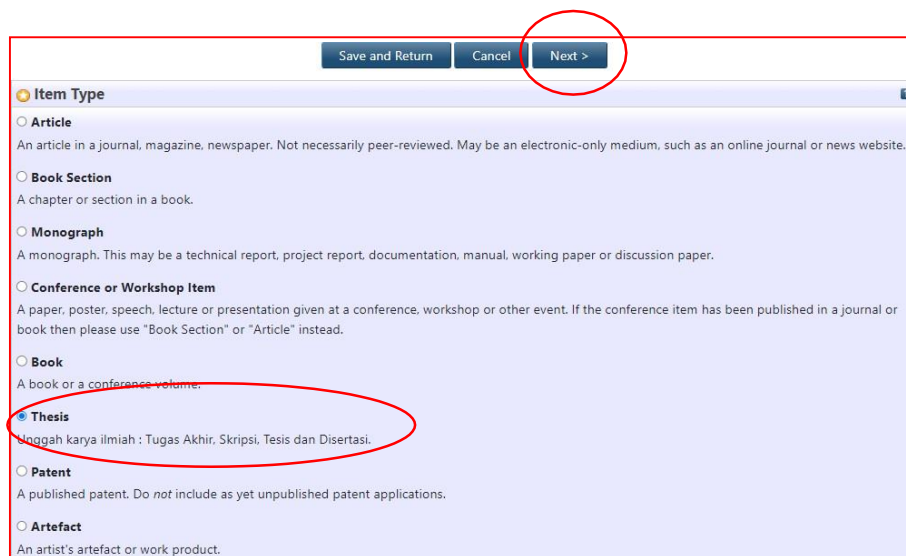 Save and Return Cancel Next >
Item Type
Article
An article in a journal, magazine, newspaper. Not necessarily peer-reviewed. May be an electronic-only medium, such as an online journal or news website.
Book Section
A chapter or section in a book.
Monograph
A monograph. This may be a technical report, project report, documentation, manual, working paper or discussion paper.
Conference or Workshop Item
A paper, poster, speech, lecture or presentation given at a conference, workshop or other event. If the conference item has been published in a journal or
book then please use "Book Section" or "Article" instead.
Book
A book or a conference volume.
Thesis
Unggah karya ilmiah : Tugas Akhir, Skripsi, Tesis dan Disertasi.
Patent
A published patent. Do not include as yet unpublished patent applications.
Artefact
An artist's artefact or work product.